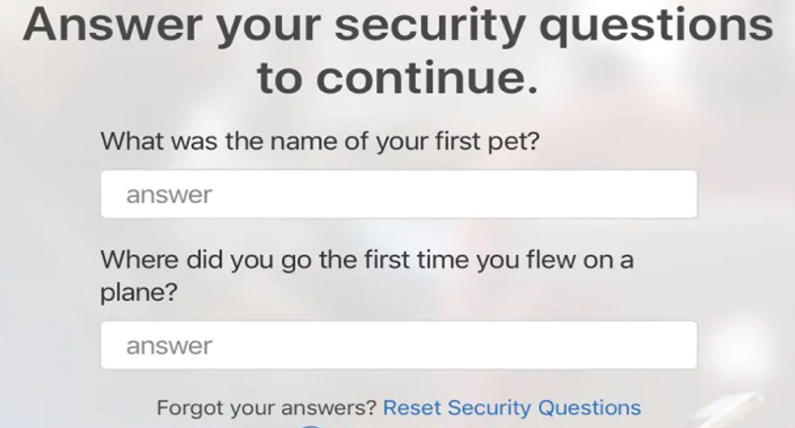 Answer your security questions
to continue.
What was the name of your first pet?
answer
Where did you go the first time you flew on a
plane?
answer
Forgot your answers? Reset Security Questions